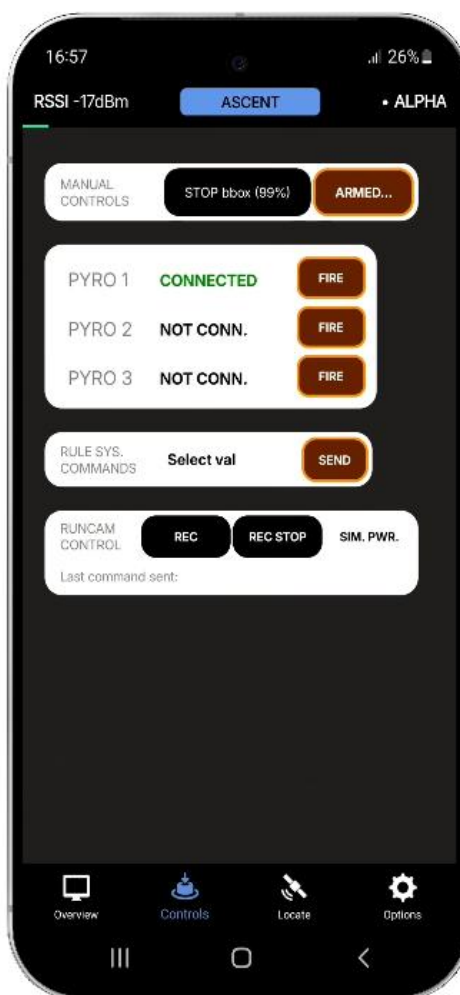 16:57 26%
RSSI -17dBm ASCENT • ALPHA
MANUAL CONTROLS STOP bbox (99%) ARMED...
PYRO 1 CONNECTED FIRE
PYRO 2 NOT CONN. FIRE
PYRO 3 NOT CONN. FIRE
RULE SYS. COMMANDS Select val SEND
RUNCAM CONTROL REC REC STOP SIM. PWR.
Last command sent:
Overview Controls Locate Options